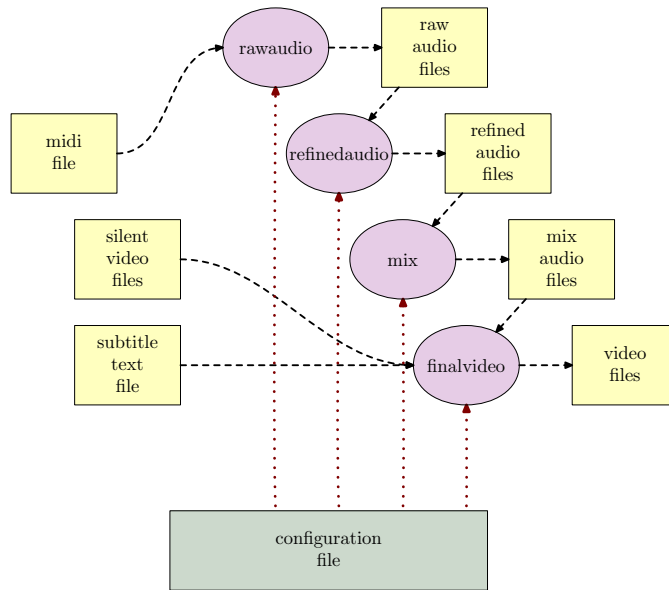 rawaudio
raw
audio
files
midi
file
refinedaudio
refined
audio
files
silent
video
files
mix
mix
audio
files
subtitle
text
file
finalvideo
video
files
configuration
file